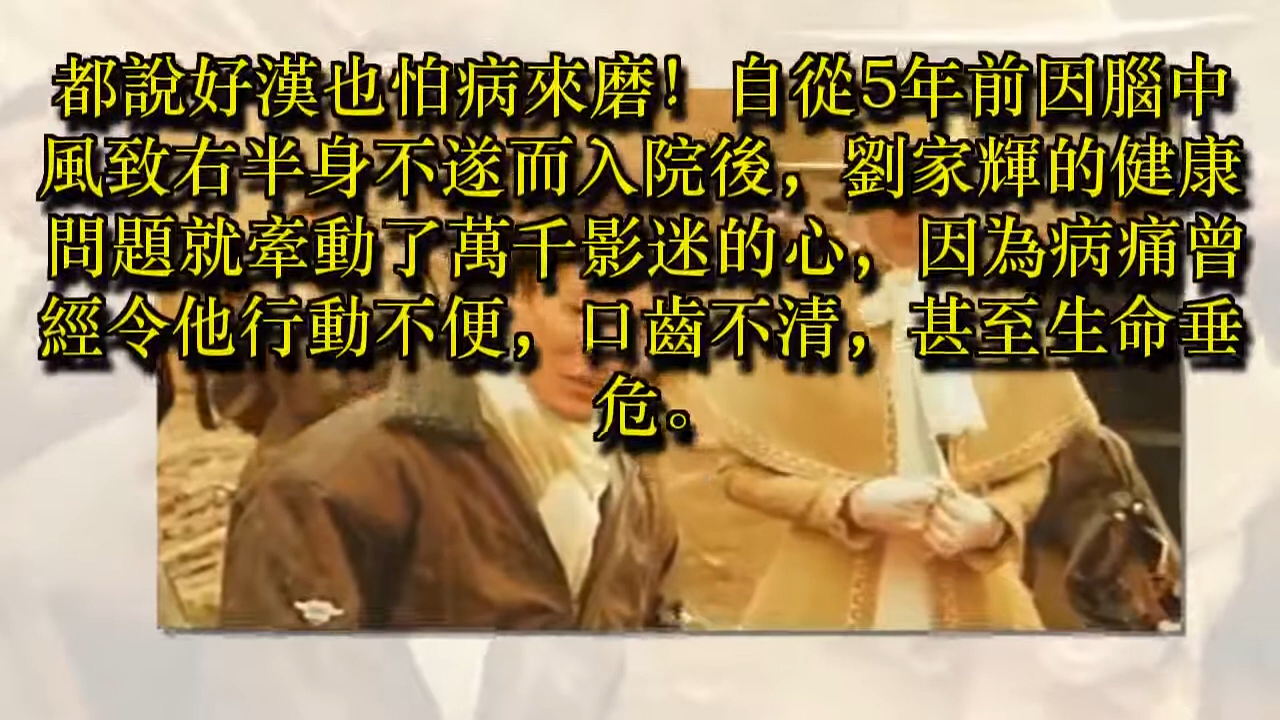 都說好漢也怕病來磨！自從5年前因腦中
風致右半身不遂而入院後，劉家輝的健康
問題就牽動了萬千影迷的心，因為病痛曾
經令他行動不便，口齒不清，甚至生命垂
危。